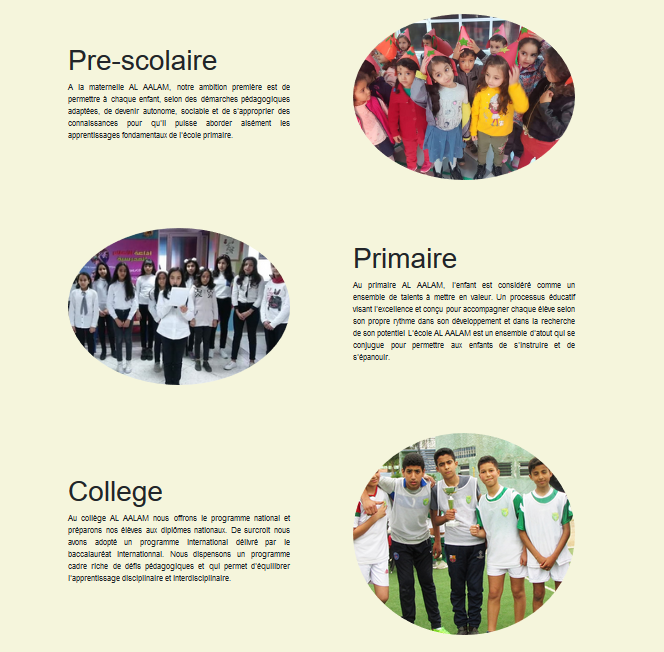 Pre-scolaire
A la maternelle AL AALAM, notre ambition première est de
permettre à chaque enfant, selon des démarches pédagogiques
adaptées, de devenir autonome, sociable et de s'approprier des
connaissances pour qu'il puisse aborder aisément les
apprentissages fondamentaux de l'école primaire.
Primaire
Au primaire AL AALAM, l'enfant est considéré comme un
ensemble de talents à mettre en valeur. Un processus éducatif
visant l'excellence et conçu pour accompagner chaque élève selon
son propre rythme dans son développement et dans la recherche
de son potentiel L'école AL AALAM est un ensemble d'atout qui se
conjugue pour permettre aux enfants de s'instruire et de
s'épanouir.
College
Au collège AL AALAM nous offrons le programme national et
préparons nos élèves aux diplômes nationaux. De surcroît nous
avons adopté un programme international délivré par le
baccalauréat internationnal. Nous dispensons un programme
cadre riche de défis pédagogiques et qui permet d'équilibrer
l'apprentissage disciplinaire et interdisciplinaire.